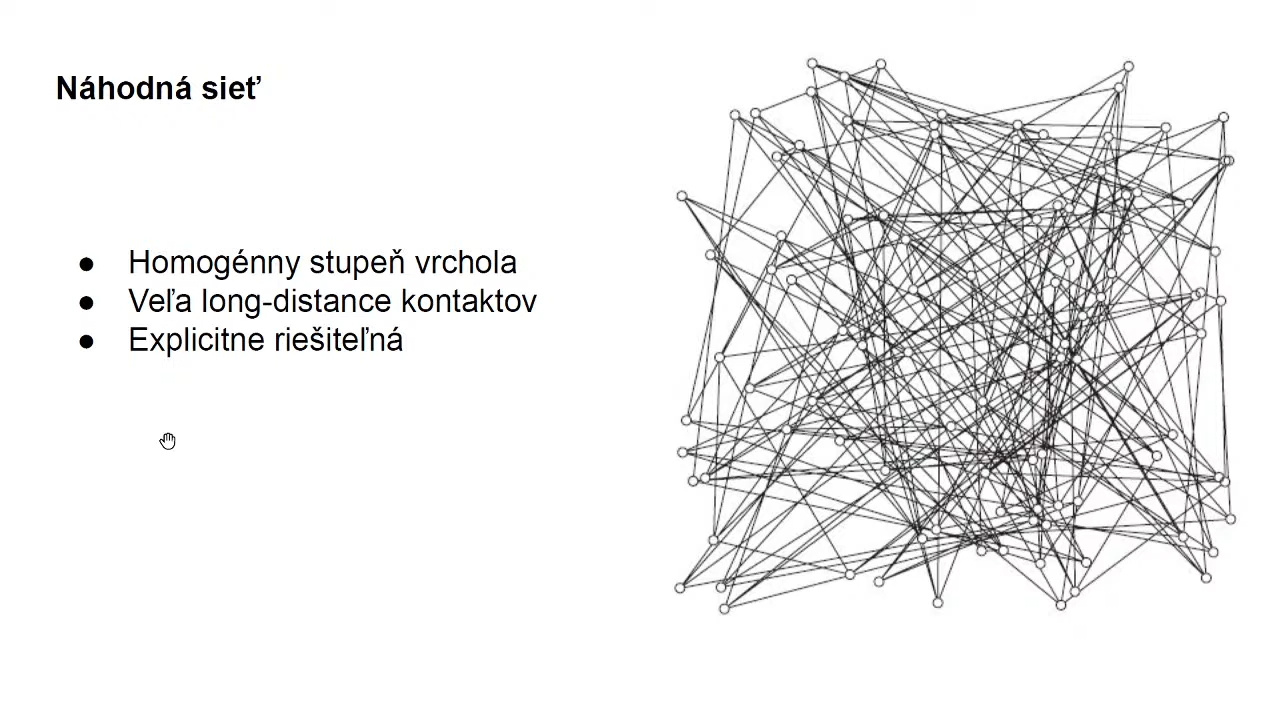 Náhodná sieť
● Homogénny stupeň vrchola
● Veľa long-distance kontaktov
● Explicitne riešiteľná